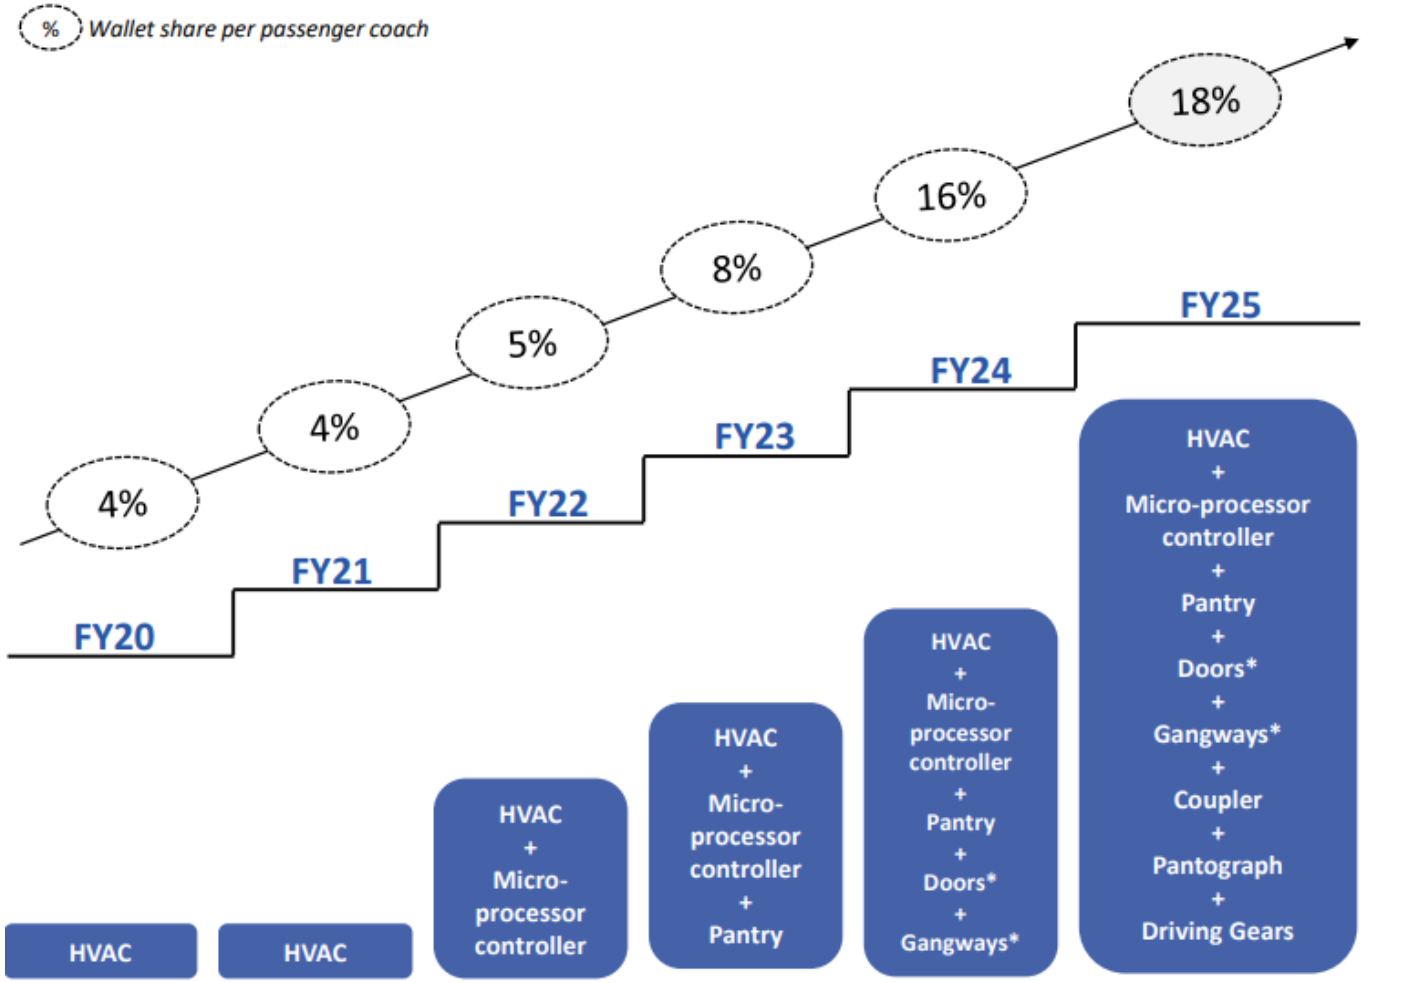 % Wallet share per passenger coach
18%
16%
8%
5%
4%
4%
FY25
FY24
FY23
FY22
FY21
FY20
HVAC
HVAC
HVAC
+
Micro-
processor
controller
HVAC
+
Micro-
processor
controller
+
Pantry
HVAC
+
Micro-
processor
controller
+
Pantry
+
Doors*
+
Gangways*
HVAC
+
Micro-processor
controller
+
Pantry
+
Doors*
+
Gangways*
+
Coupler
+
Pantograph
+
Driving Gears